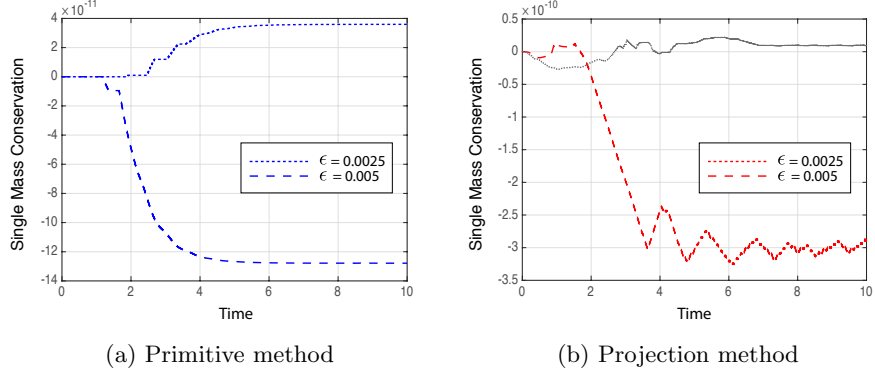 ×10⁻¹¹
4
2
0
-2
-4
-6
-8
-10
-12
-14
0 2 4 6 8 10
Single Mass Conservation
Time
ϵ = 0.0025
ϵ = 0.005
(a) Primitive method
×10⁻¹⁰
0.5
0
-0.5
-1
-1.5
-2
-2.5
-3
-3.5
0 2 4 6 8 10
Single Mass Conservation
Time
ϵ = 0.0025
ϵ = 0.005
(b) Projection method